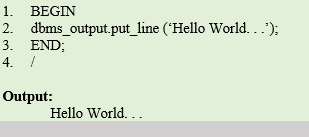 1. BEGIN
2. dbms_output.put_line (‘Hello World. . .’);
3. END;
4. /
Output:
Hello World. . .